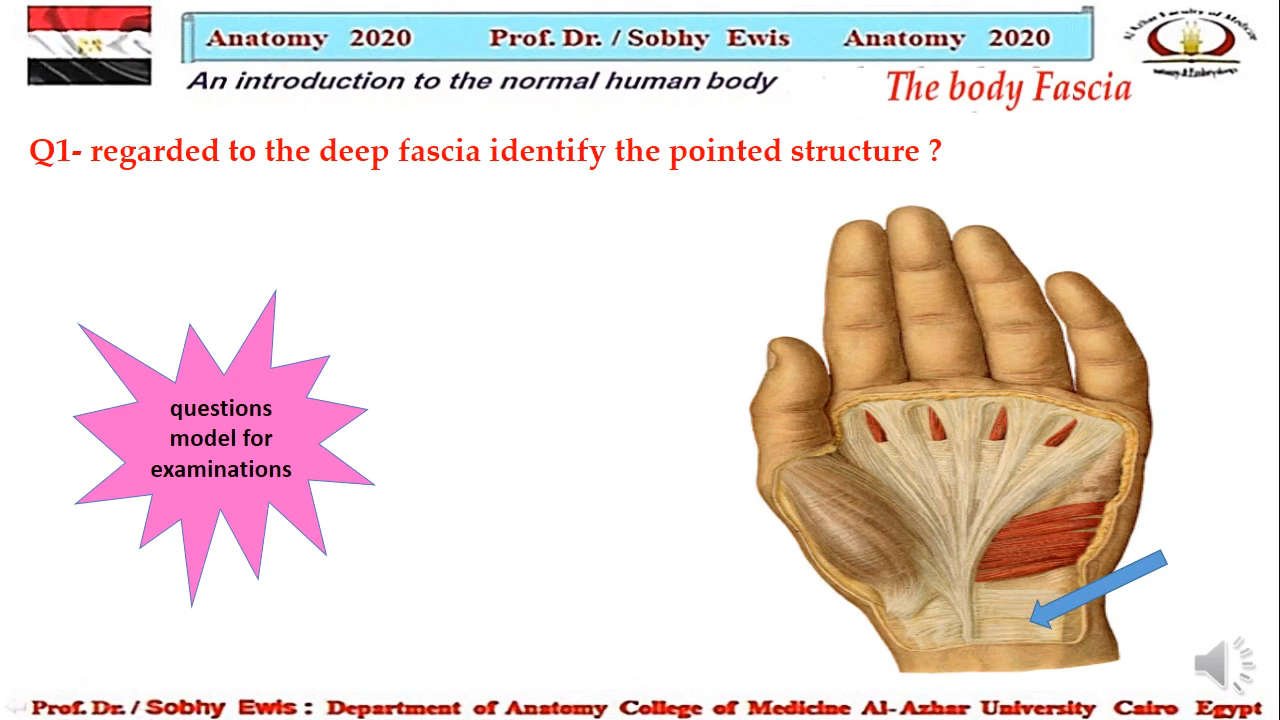 Anatomy 2020 Prof. Dr. / Sobhy Ewis Anatomy 2020
An introduction to the normal human body
The body Fascia
Q1- regarded to the deep fascia identify the pointed structure ?
questions
model for
examinations
Prof. Dr. / Sobhy Ewis : Department of Anatomy College of Medicine Al-Azhar University Cairo Egypt